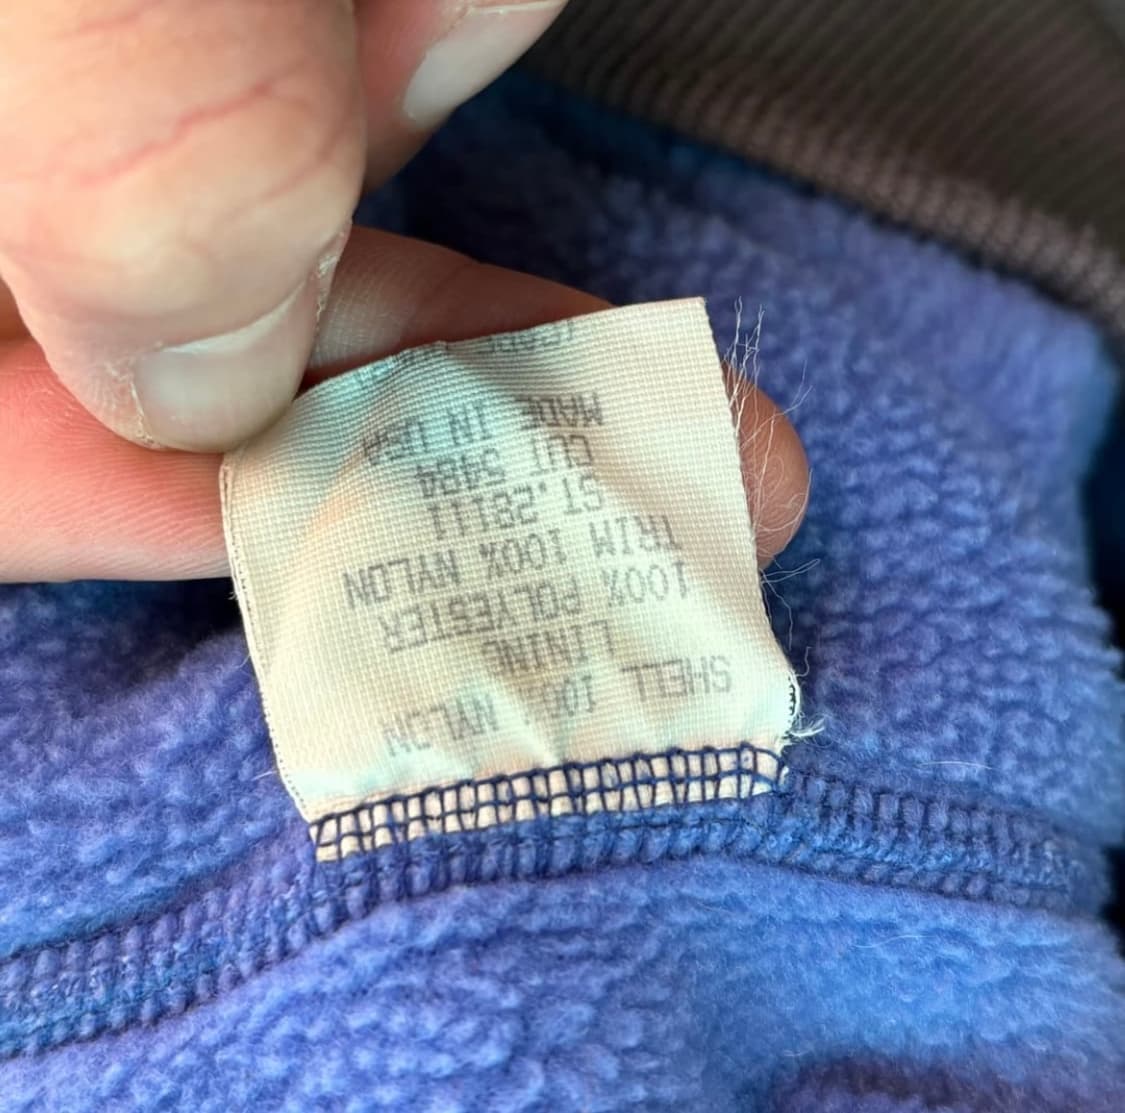 SHELL 100% NYLON
LINING
100% POLYESTER
TRIM 100% NYLON
ST.28111
CUT 5484
MADE IN USA